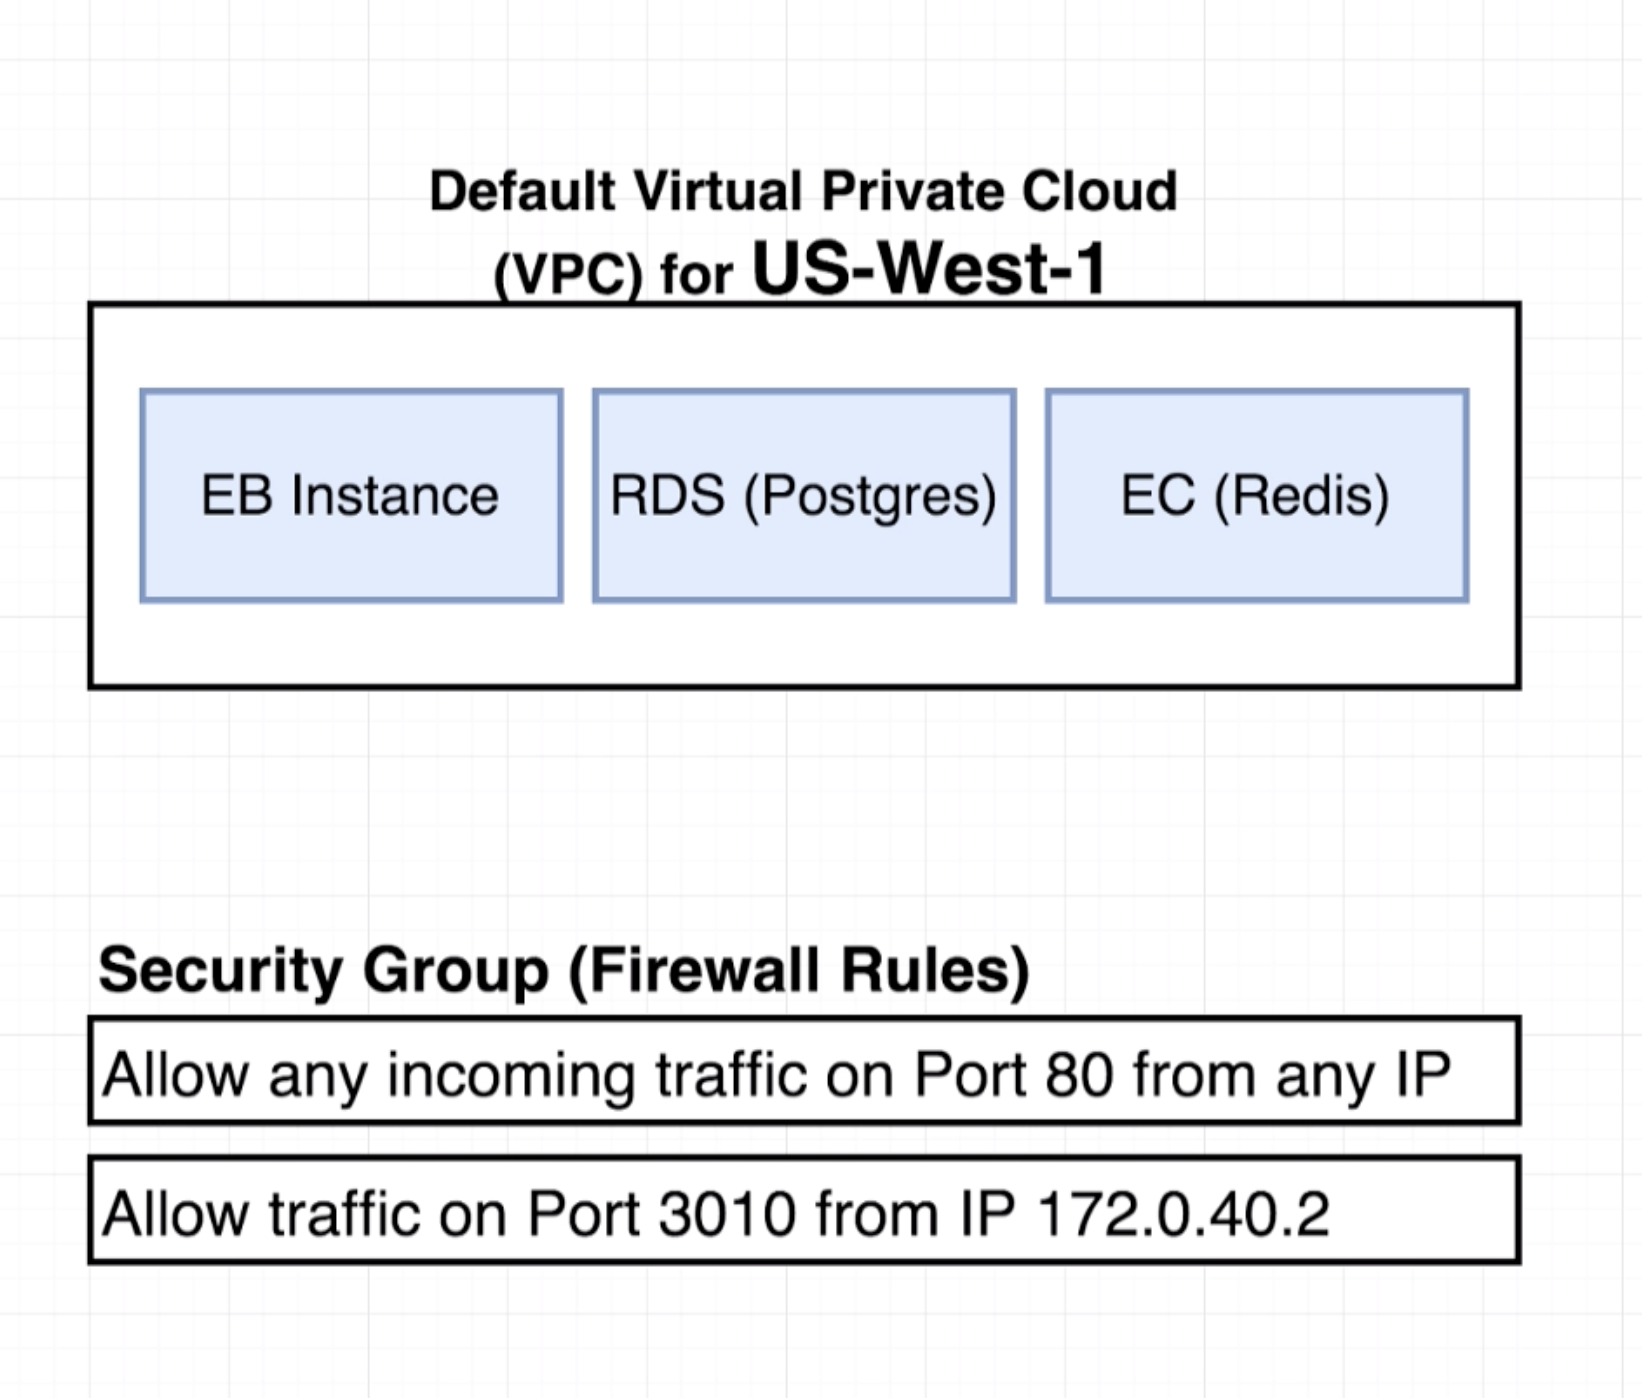 Default Virtual Private Cloud
(VPC) for US-West-1
EB Instance
RDS (Postgres)
EC (Redis)
Security Group (Firewall Rules)
Allow any incoming traffic on Port 80 from any IP
Allow traffic on Port 3010 from IP 172.0.40.2